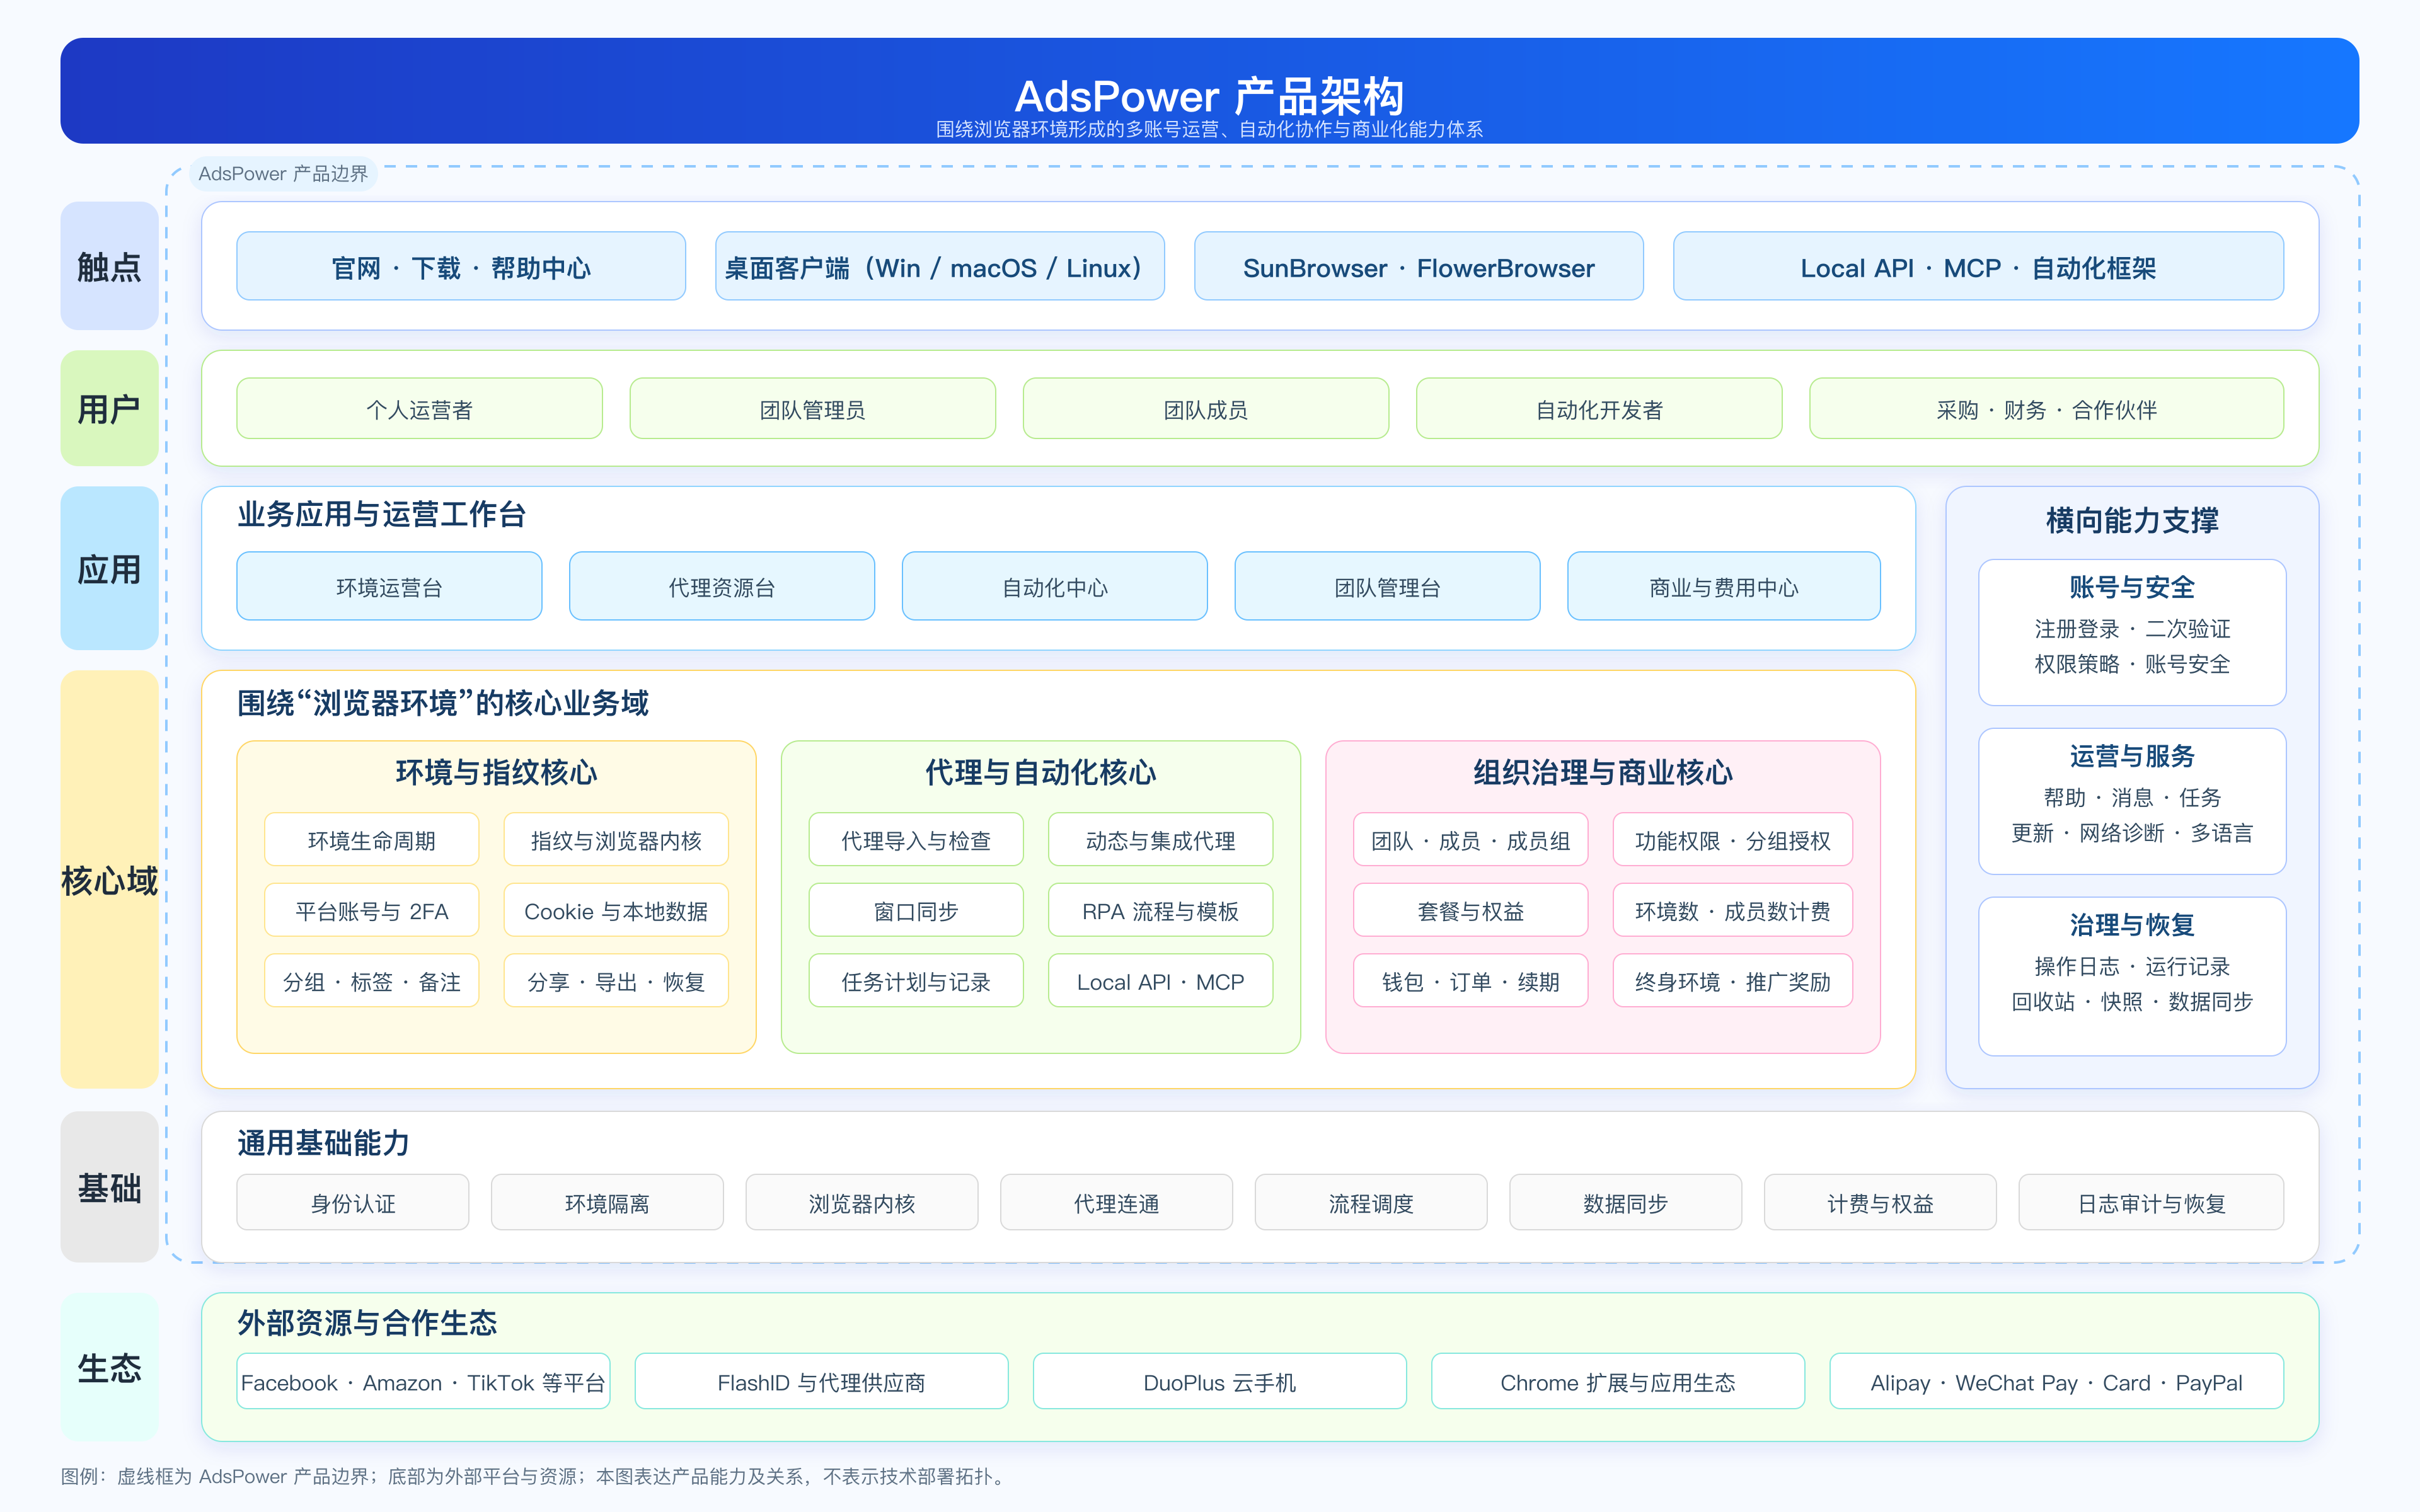 AdsPower 产品架构
围绕浏览器环境形成的多账号运营、自动化协作与商业化能力体系
AdsPower 产品边界
触点
官网 · 下载 · 帮助中心
桌面客户端（Win / macOS / Linux）
SunBrowser · FlowerBrowser
Local API · MCP · 自动化框架
用户
个人运营者
团队管理员
团队成员
自动化开发者
采购 · 财务 · 合作伙伴
应用
业务应用与运营工作台
环境运营台
代理资源台
自动化中心
团队管理台
商业与费用中心
横向能力支撑
账号与安全
注册登录 · 二次验证
权限策略 · 账号安全
运营与服务
帮助 · 消息 · 任务
更新 · 网络诊断 · 多语言
治理与恢复
操作日志 · 运行记录
回收站 · 快照 · 数据同步
核心域
围绕“浏览器环境”的核心业务域
环境与指纹核心
环境生命周期
指纹与浏览器内核
平台账号与 2FA
Cookie 与本地数据
分组 · 标签 · 备注
分享 · 导出 · 恢复
代理与自动化核心
代理导入与检查
动态与集成代理
窗口同步
RPA 流程与模板
任务计划与记录
Local API · MCP
组织治理与商业核心
团队 · 成员 · 成员组
功能权限 · 分组授权
套餐与权益
环境数 · 成员数计费
钱包 · 订单 · 续期
终身环境 · 推广奖励
基础
通用基础能力
身份认证
环境隔离
浏览器内核
代理连通
流程调度
数据同步
计费与权益
日志审计与恢复
生态
外部资源与合作生态
Facebook · Amazon · TikTok 等平台
FlashID 与代理供应商
DuoPlus 云手机
Chrome 扩展与应用生态
Alipay · WeChat Pay · Card · PayPal
图例：虚线框为 AdsPower 产品边界；底部为外部平台与资源；本图表达产品能力及关系，不表示技术部署拓扑。